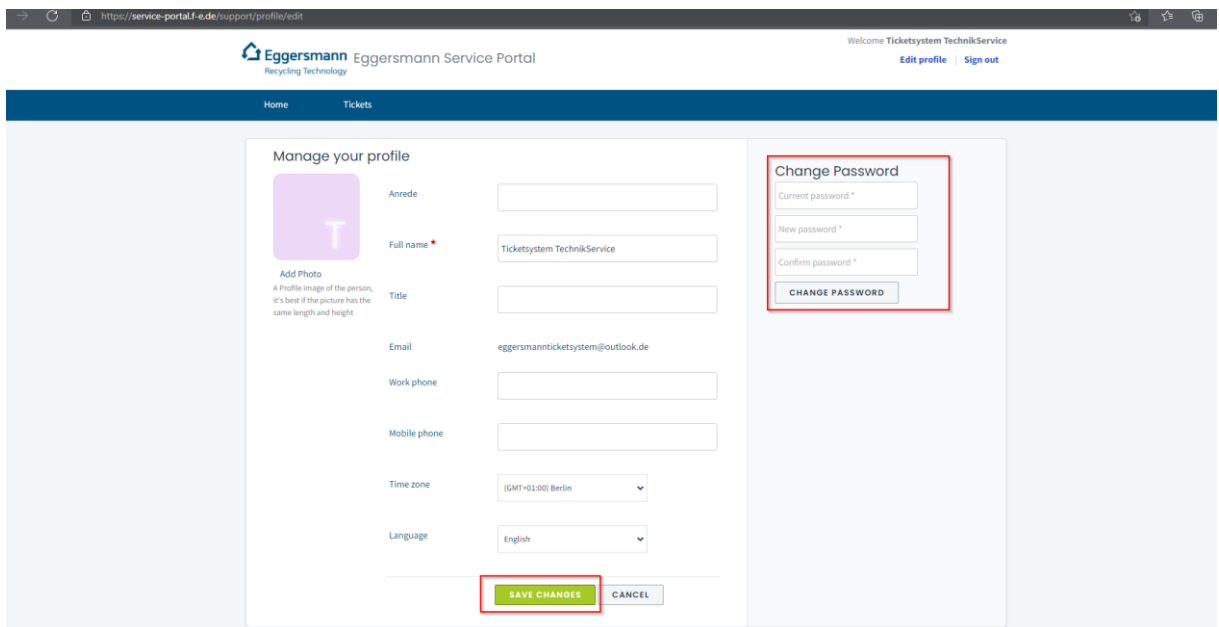 https://service-portal.f-e.de/support/profile/edit
Welcome Ticketsystem TechnikService
Edit profile | Sign out
Eggersmann Eggersmann Service Portal
Recycling Technology
Home Tickets
Manage your profile
T
Add Photo
A Profile image of the person,
it's best if the picture has the
same length and height
Anrede
Full name * Ticketsystem TechnikService
Title
Email eggersmannticketsystem@outlook.de
Work phone
Mobile phone
Time zone (GMT+01:00) Berlin
Language English
SAVE CHANGES CANCEL
Change Password
Current password *
New password *
Confirm password *
CHANGE PASSWORD